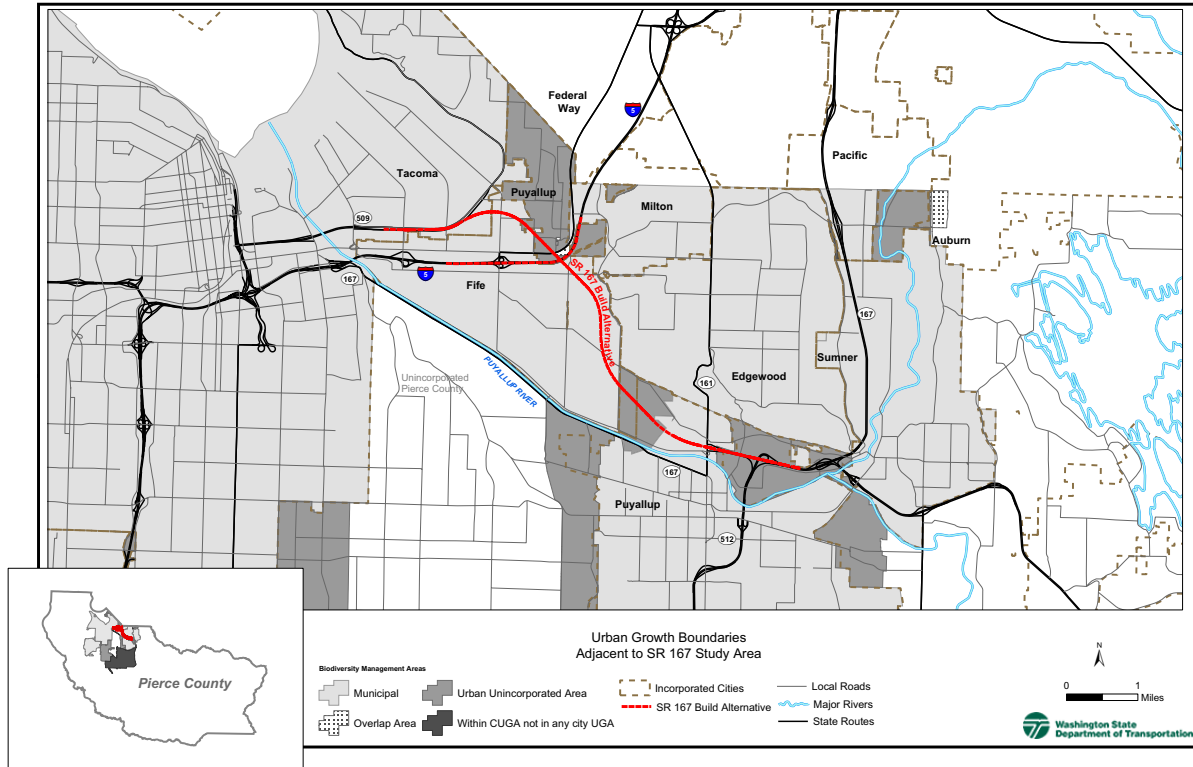 Federal
Way
5
Pacific
Tacoma
Puyallup
Milton
509
Auburn
5
167
Fife
SR 167 Build Alternative
167
Sumner
Unincorporated
Pierce County
PUYALLUP RIVER
161
Edgewood
167
Puyallup
512
Pierce County
Urban Growth Boundaries
Adjacent to SR 167 Study Area
Biodiversity Management Areas
Municipal
Urban Unincorporated Area
Overlap Area
Within CUGA not in any city UGA
Incorporated Cities
SR 167 Build Alternative
Local Roads
Major Rivers
State Routes
N
0 1
Miles
Washington State
Department of Transportation